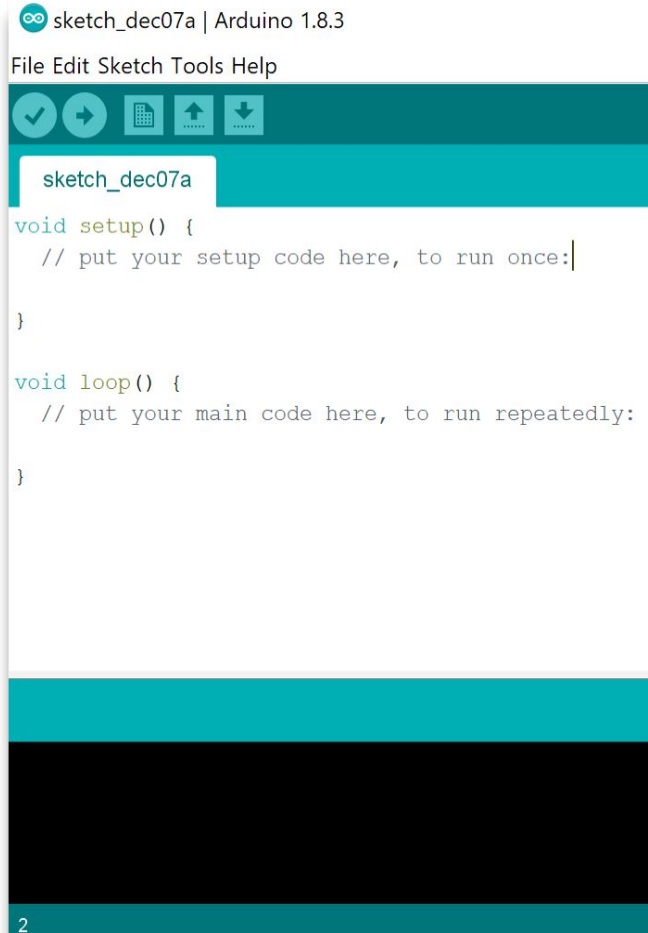 sketch_dec07a | Arduino 1.8.3
File Edit Sketch Tools Help
sketch_dec07a
void setup() {
  // put your setup code here, to run once:

}

void loop() {
  // put your main code here, to run repeatedly:

}
2